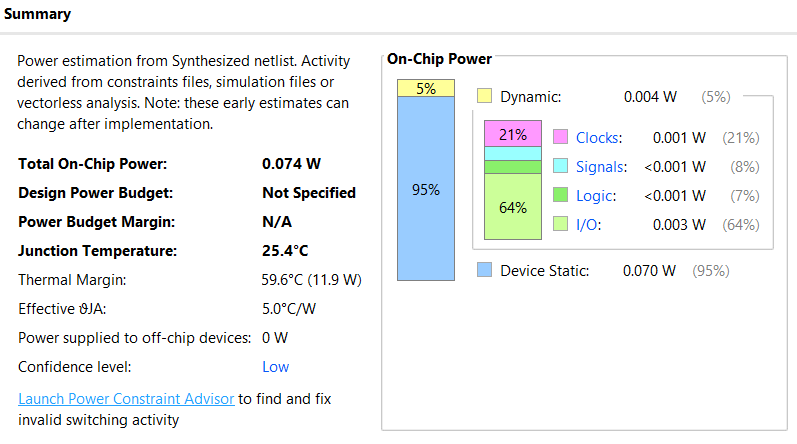 Summary
Power estimation from Synthesized netlist. Activity
derived from constraints files, simulation files or
vectorless analysis. Note: these early estimates can
change after implementation.
Total On-Chip Power: 0.074 W
Design Power Budget: Not Specified
Power Budget Margin: N/A
Junction Temperature: 25.4°C
Thermal Margin: 59.6°C (11.9 W)
Effective ϑJA: 5.0°C/W
Power supplied to off-chip devices: 0 W
Confidence level: Low
Launch Power Constraint Advisor to find and fix
invalid switching activity
On-Chip Power
5%
95%
Dynamic: 0.004 W (5%)
21%
64%
Clocks: 0.001 W (21%)
Signals: <0.001 W (8%)
Logic: <0.001 W (7%)
I/O: 0.003 W (64%)
Device Static: 0.070 W (95%)